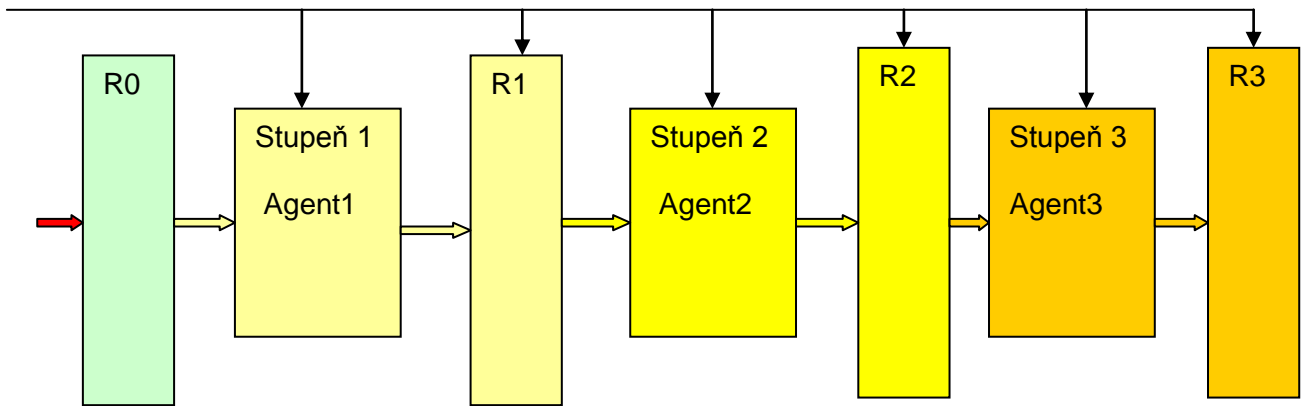 R0
Stupeň 1
Agent1
R1
Stupeň 2
Agent2
R2
Stupeň 3
Agent3
R3